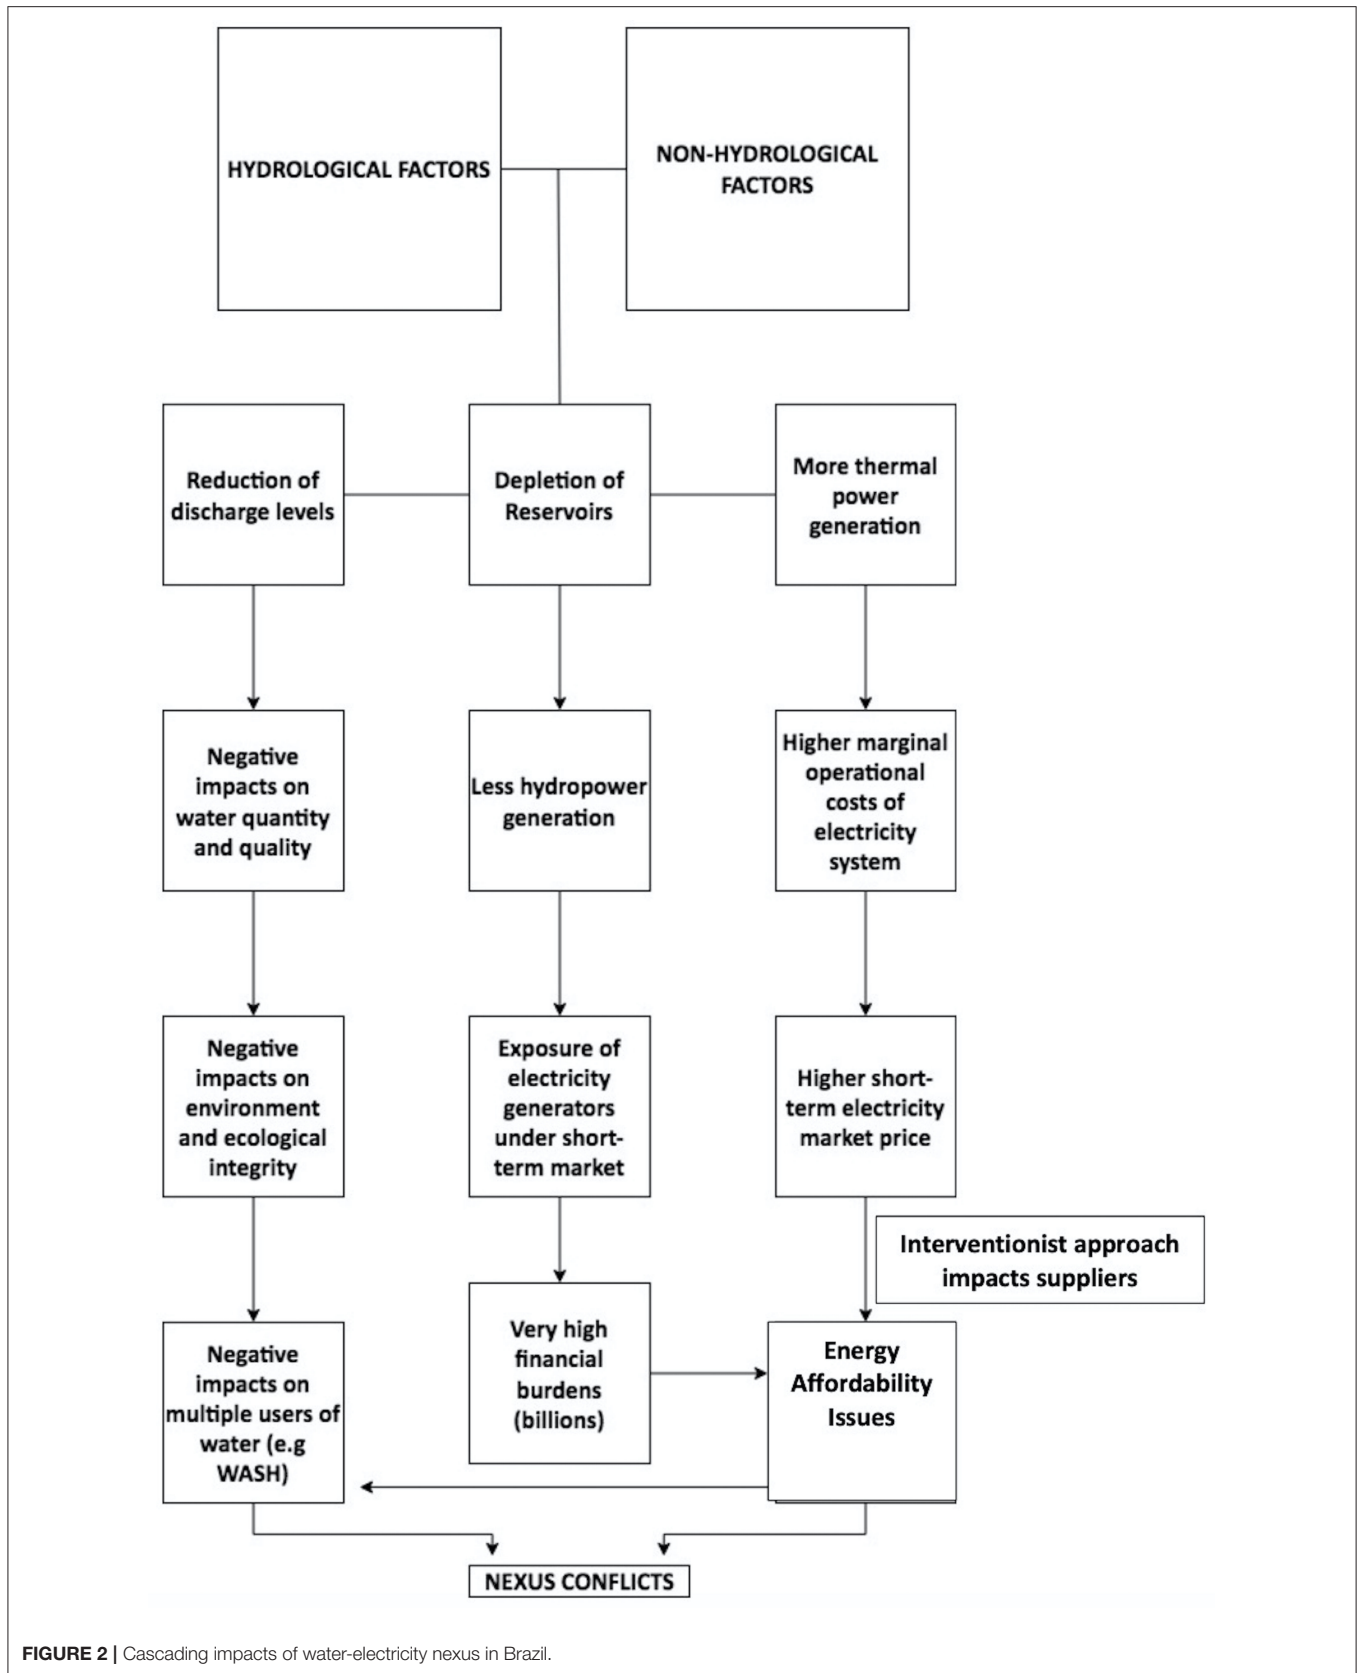 HYDROLOGICAL FACTORS
NON-HYDROLOGICAL
FACTORS
Reduction of
discharge levels
Depletion of
Reservoirs
More thermal
power
generation
Negative
impacts on
water quantity
and quality
Less hydropower
generation
Higher marginal
operational
costs of
electricity
system
Negative
impacts on
environment
and ecological
integrity
Exposure of
electricity
generators
under short-
term market
Higher short-
term electricity
market price
Interventionist approach
impacts suppliers
Negative
impacts on
multiple users of
water (e.g
WASH)
Very high
financial
burdens
(billions)
Energy
Affordability
Issues
NEXUS CONFLICTS
FIGURE 2 | Cascading impacts of water-electricity nexus in Brazil.